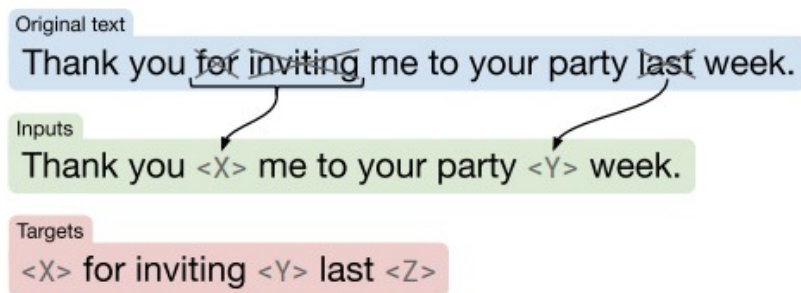 Original text
Thank you for inviting me to your party last week.
Inputs
Thank you <X> me to your party <Y> week.
Targets
<X> for inviting <Y> last <Z>